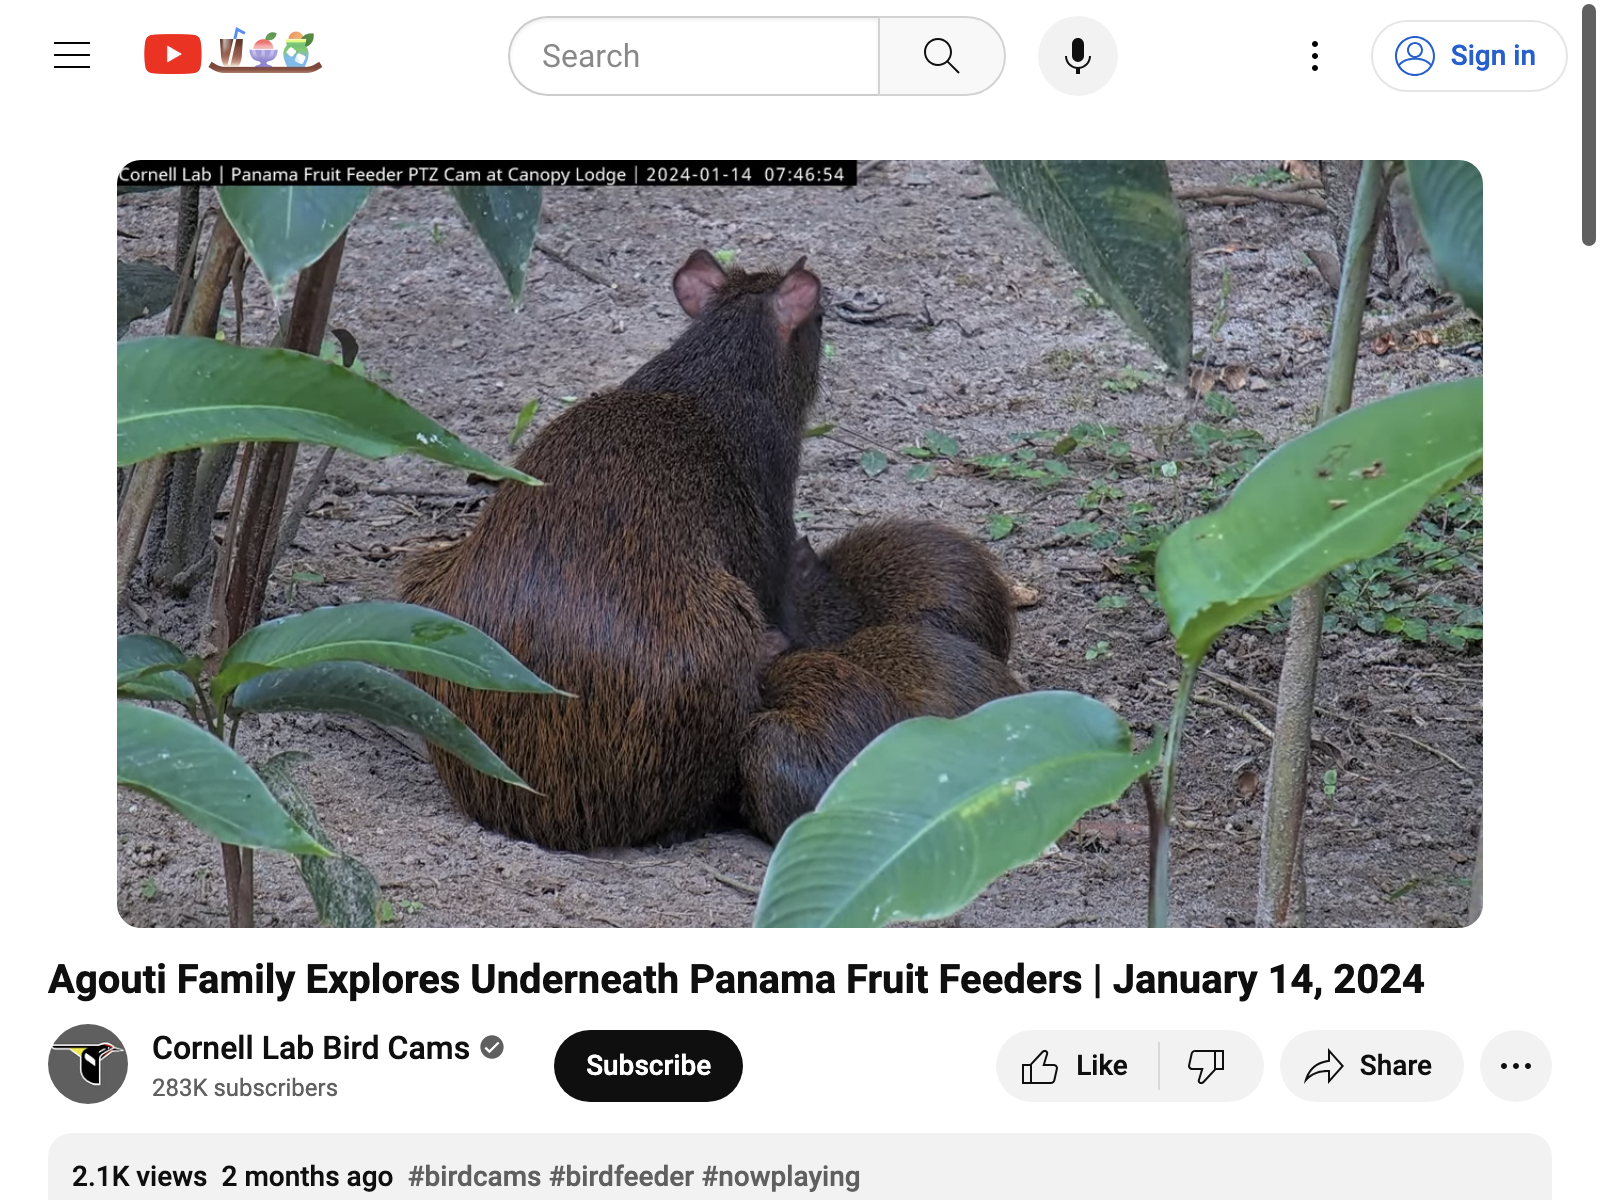 Search
Sign in
Cornell Lab | Panama Fruit Feeder PTZ Cam at Canopy Lodge | 2024-01-14 07:46:54
Agouti Family Explores Underneath Panama Fruit Feeders | January 14, 2024
Cornell Lab Bird Cams
283K subscribers
Subscribe
Like
Share
2.1K views 2 months ago #birdcams #birdfeeder #nowplaying